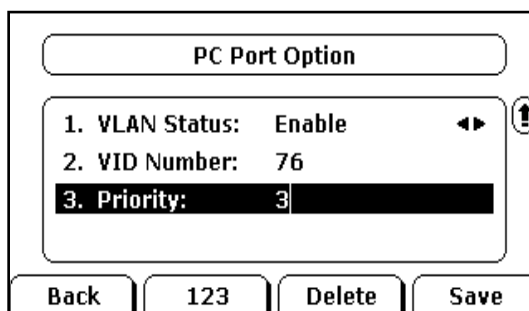 PC Port Option
1. VLAN Status: Enable
2. VID Number: 76
3. Priority: 3
Back 123 Delete Save